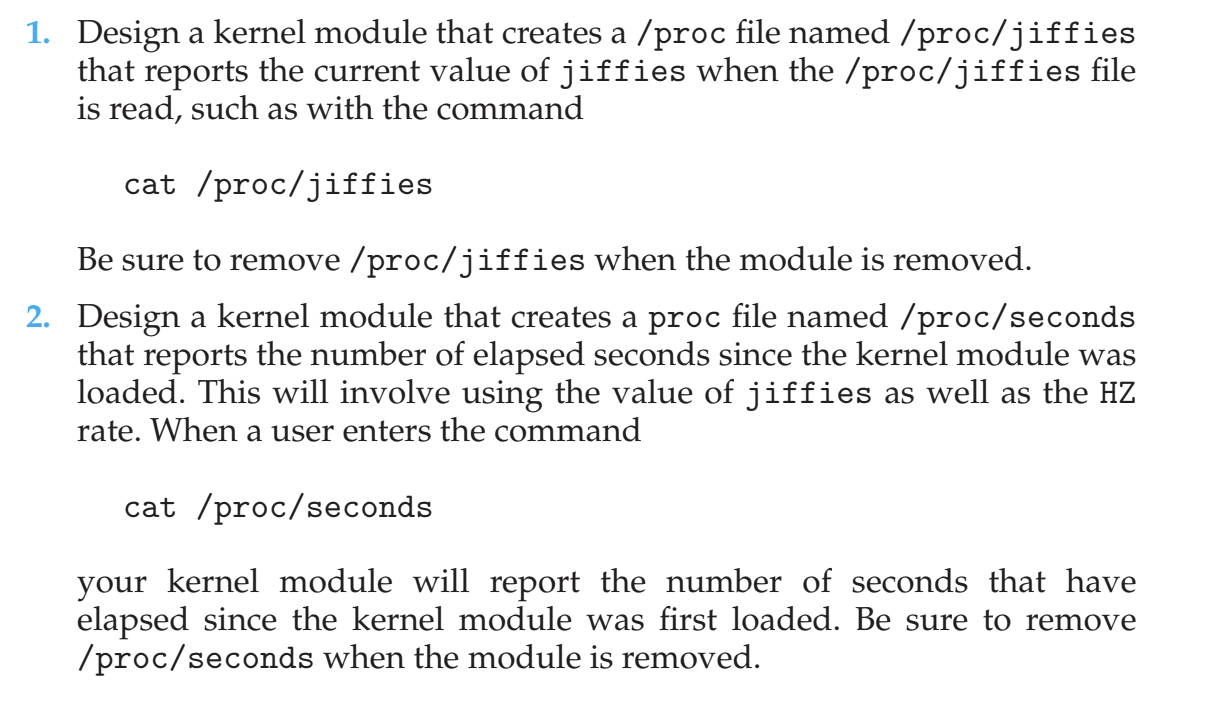 1. Design a kernel module that creates a /proc file named /proc/jiffies
that reports the current value of jiffies when the /proc/jiffies file
is read, such as with the command
cat /proc/jiffies
Be sure to remove /proc/jiffies when the module is removed.
2. Design a kernel module that creates a proc file named /proc/seconds
that reports the number of elapsed seconds since the kernel module was
loaded. This will involve using the value of jiffies as well as the HZ
rate. When a user enters the command
cat /proc/seconds
your kernel module will report the number of seconds that have
elapsed since the kernel module was first loaded. Be sure to remove
/proc/seconds when the module is removed.